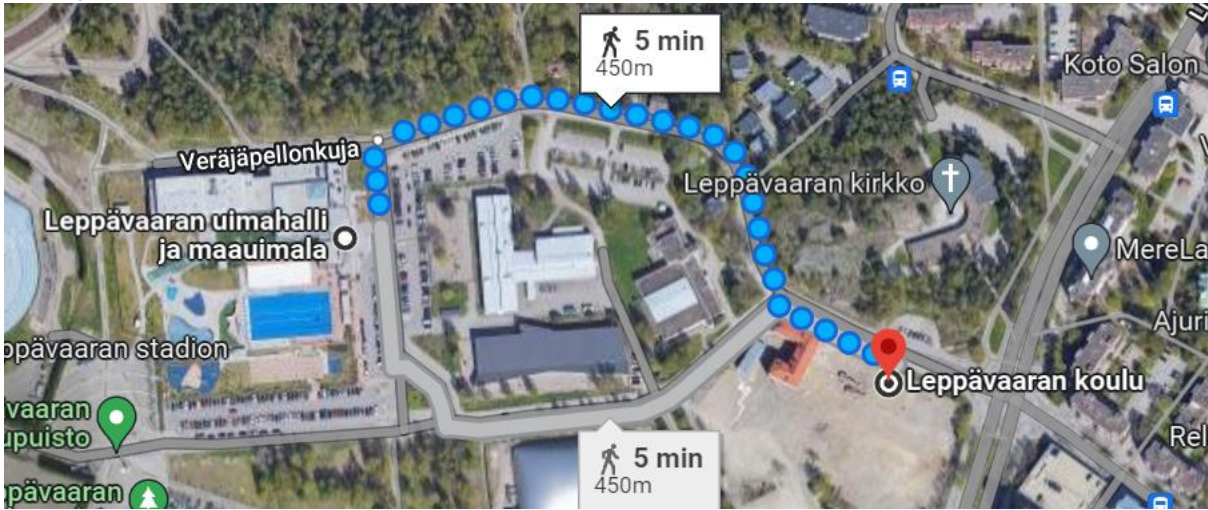 5 min
450m
Koto Salon
Veräjäpellonkuja
Leppävaaran kirkko
Leppävaaran uimahalli
ja maauimala
MereLa
Ajuri
ppävaaran stadion
Leppävaaran koulu
vaaran
upuisto
5 min
450m
Rel
ppävaaran